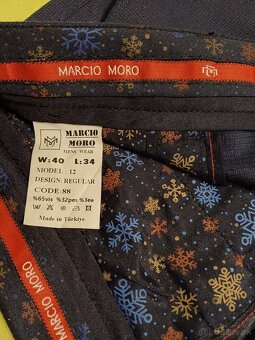 MARCIO MORO
MARCIO
MORO
MENS WEAR
W:40 L:34
MODEL: 12
DESIGN: REGULAR
CODE: 88
%65vis %32pes %3ea
Made in Türkiye
MARCIO MORO